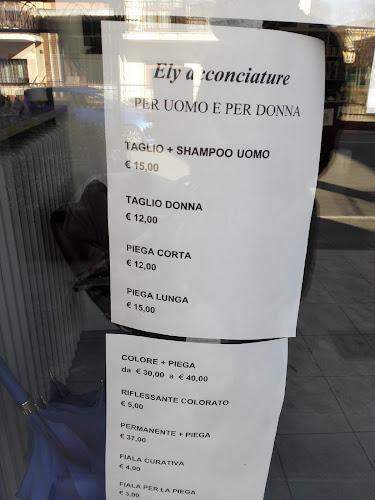 Ely acconciature
PER UOMO E PER DONNA
TAGLIO + SHAMPOO UOMO
€ 15,00
TAGLIO DONNA
€ 12,00
PIEGA CORTA
€ 12,00
PIEGA LUNGA
€ 15,00
COLORE + PIEGA
da € 30,00 a € 40,00
RIFLESSANTE COLORATO
€ 5,00
PERMANENTE + PIEGA
€ 37,00
FIALA CURATIVA
€ 4,00
FIALA PER LA PIEGA
€ 3,00